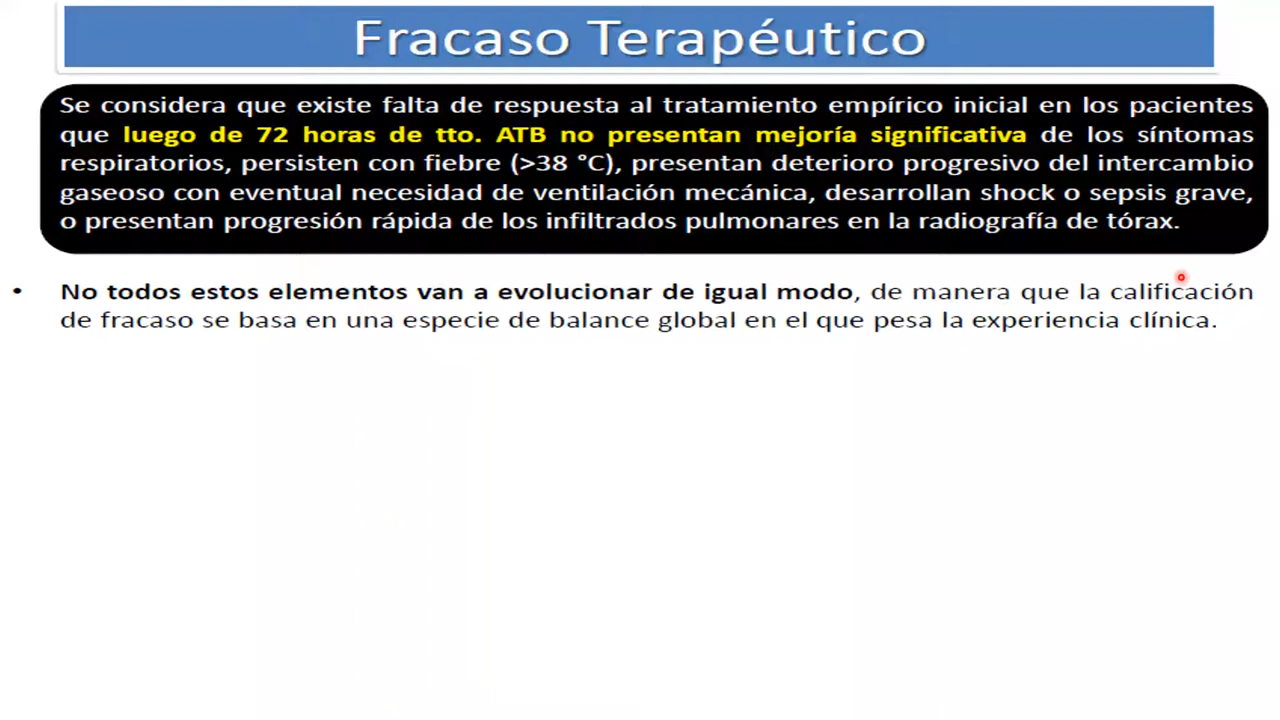 Fracaso Terapéutico
Se considera que existe falta de respuesta al tratamiento empírico inicial en los pacientes
que luego de 72 horas de tto. ATB no presentan mejoría significativa de los síntomas
respiratorios, persisten con fiebre (>38 °C), presentan deterioro progresivo del intercambio
gaseoso con eventual necesidad de ventilación mecánica, desarrollan shock o sepsis grave,
o presentan progresión rápida de los infiltrados pulmonares en la radiografía de tórax.
• No todos estos elementos van a evolucionar de igual modo, de manera que la calificación
de fracaso se basa en una especie de balance global en el que pesa la experiencia clínica.